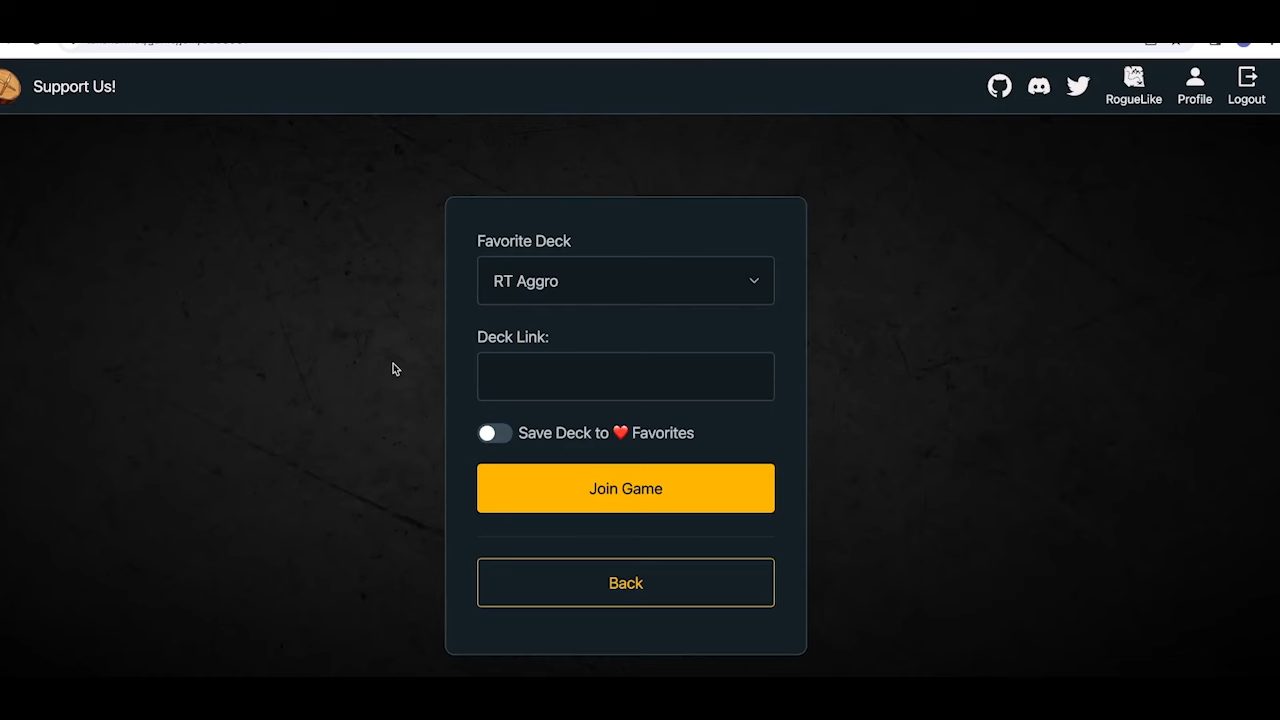 Support Us!
RogueLike
Profile
Logout
Favorite Deck
RT Aggro
Deck Link:
Save Deck to ❤️ Favorites
Join Game
Back